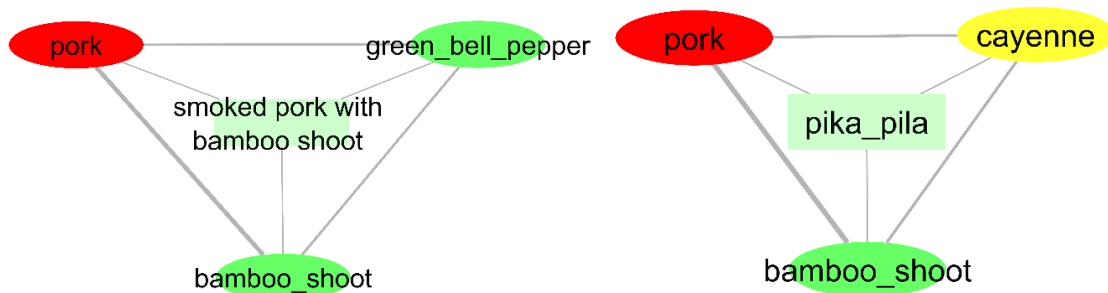 pork
green_bell_pepper
smoked pork with
bamboo shoot
bamboo_shoot
pork
cayenne
pika_pila
bamboo_shoot